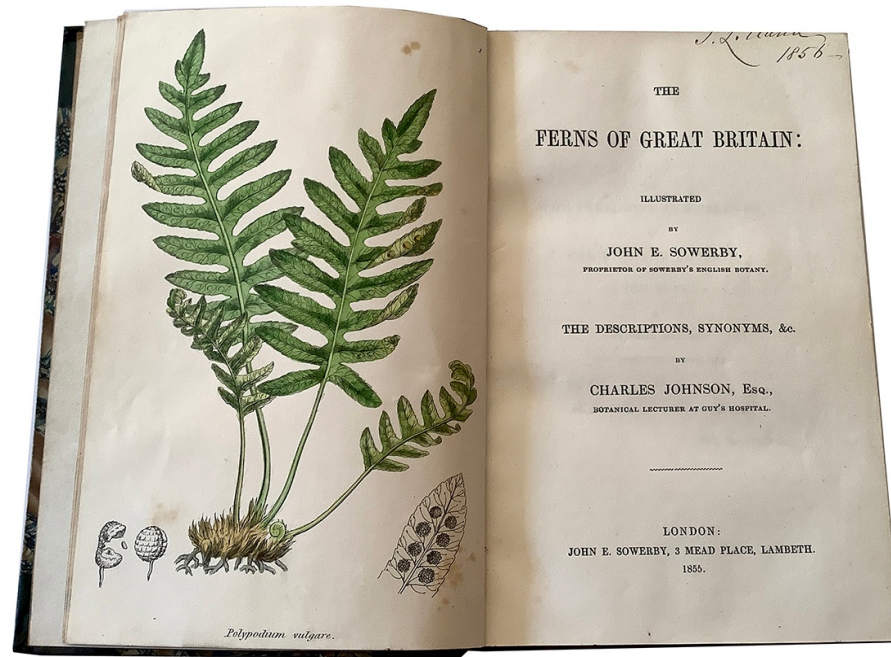 Polypodium vulgare.
1856
THE
FERNS OF GREAT BRITAIN:
ILLUSTRATED
BY
JOHN E. SOWERBY,
PROPRIETOR OF SOWERBY'S ENGLISH BOTANY.
THE DESCRIPTIONS, SYNONYMS, &c.
BY
CHARLES JOHNSON, Esq.,
BOTANICAL LECTURER AT GUY'S HOSPITAL.
LONDON:
JOHN E. SOWERBY, 3 MEAD PLACE, LAMBETH.
1855.